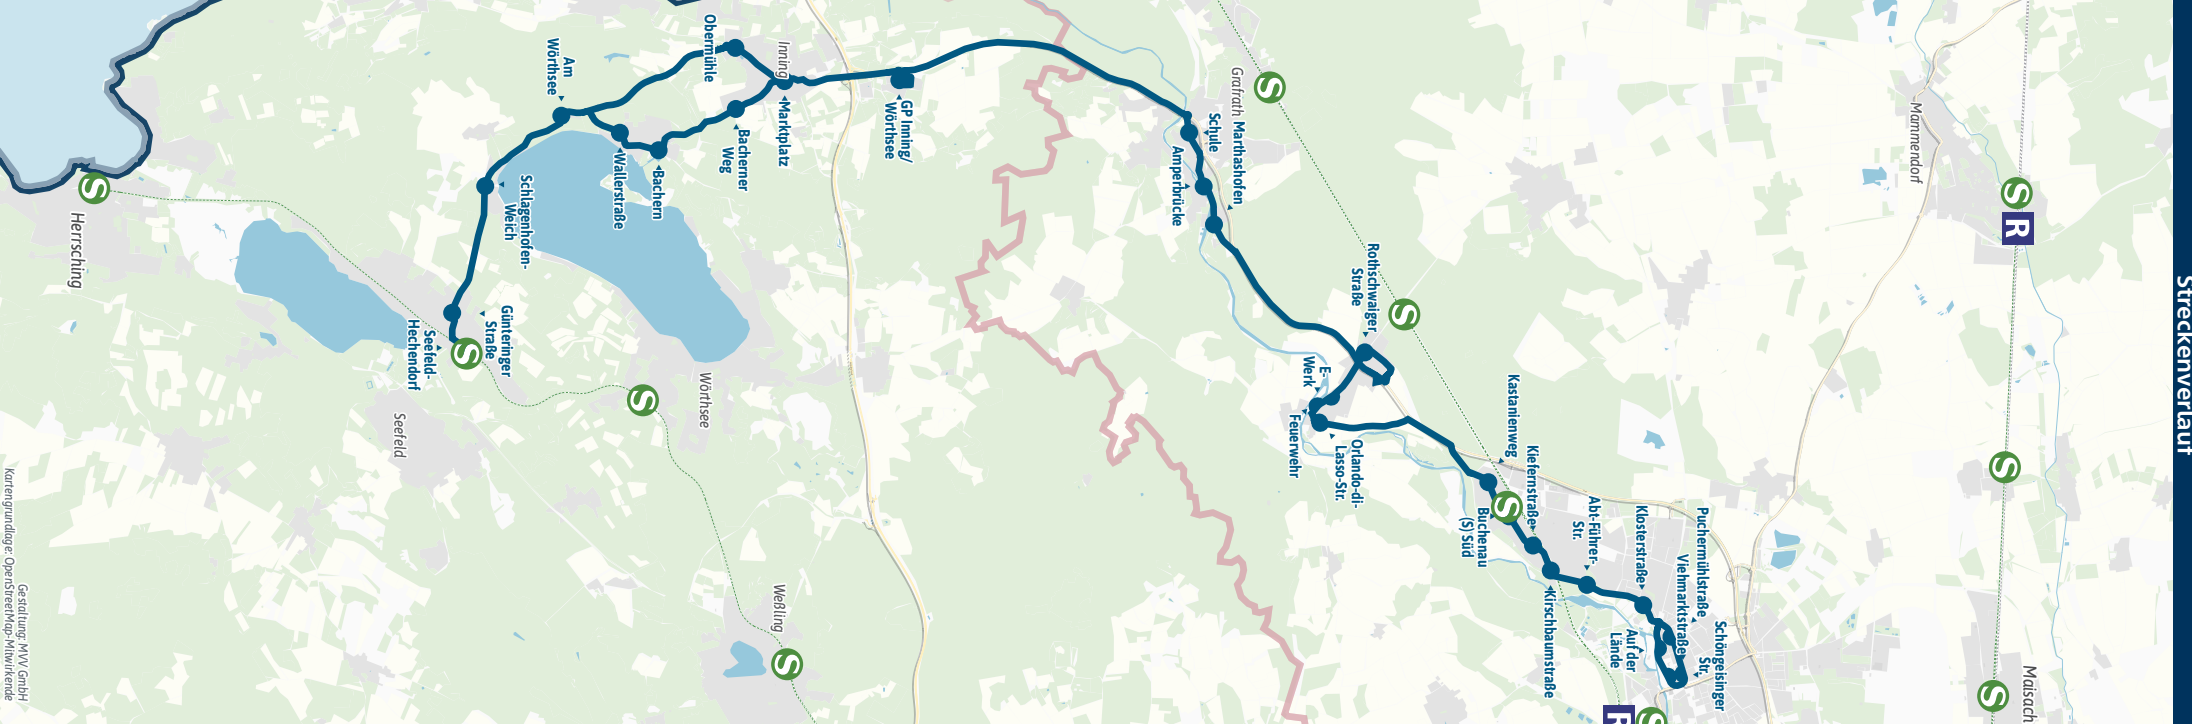 Streckenverlauf
Maisach
S
R
S
S
Mammendorf
S
Grafrath
Marthashofen
Schule
Amperbrücke
S
Rothschwaiger
Straße
E-
Werk
Feuerwehr
Orlando-di-
Lasso-Str.
Kastanienweg
Kiefernstraße
S
Buchenau
(S) Süd
Abt-Führer-
Str.
Kirschbaumstraße
Klosterstraße
Puchermühlstraße
Viehmarktstraße
Schöngeisinger
Str.
Auf der
Lände
R
S
GP Inning/
Wörthsee
Inning
Marktplatz
Obermühle
Bacherner
Weg
Bachern
Wallerstraße
Am
Wörthsee
Schlagenhofen-
Weich
Günteringer
Straße
Seefeld-
Hechendorf
S
S
Wörthsee
Seefeld
Weßling
S
S
Herrsching
Gestaltung: MVV GmbH
Kartengrundlage: OpenStreetMap-Mitwirkende